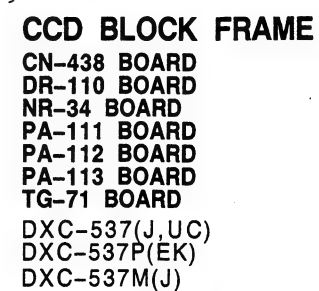 CCD BLOCK FRAME
CN-438 BOARD
DR-110 BOARD
NR-34 BOARD
PA-111 BOARD
PA-112 BOARD
PA-113 BOARD
TG-71 BOARD
DXC-537(J,UC)
DXC-537P(EK)
DXC-537M(J)